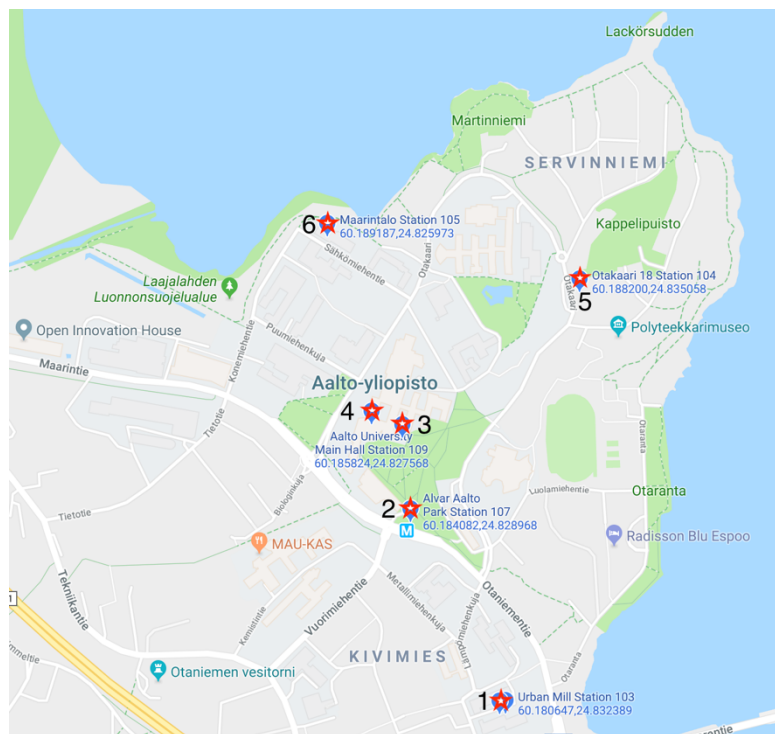 Lackörsudden
Martinniemi
SERVINNIEMI
6
Maarintalo Station 105
60.189187,24.825973
Kappelipuisto
Otakaari
Sähkömiehentie
Laajalahden
Luonnonsuojelualue
Otakaari
Otakaari 18 Station 104
60.188200,24.835058
5
Open Innovation House
Puumiehenkuja
Konemiehentie
Polyteekkarimuseo
Maarintie
Aalto-yliopisto
4
3
Tietotie
Aalto University
Main Hall Station 109
60.185824,24.827568
Otaranta
Biologinkuja
Luolamiehentie
Otaranta
2
Alvar Aalto
Park Station 107
60.184082,24.828968
M
Tietotie
MAU-KAS
Radisson Blu Espoo
Tekniikantie
1
Kemistintie
Vuorimiehentie
Metallimiehenkuja
Otaniementie
Lämpömiehenkuja
KIVIMIES
Otaniemen vesitorni
Otaranta
1
Urban Mill Station 103
60.180647,24.832389